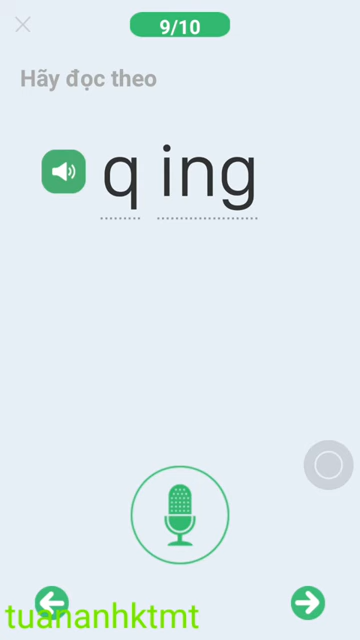 9/10
Hãy đọc theo
q ing
tuananhktmt